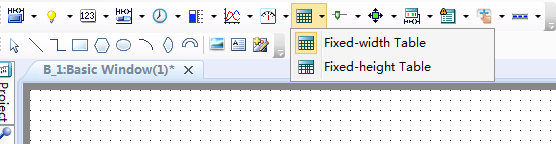 123
Fixed-width Table
Fixed-height Table
B_1:Basic Window(1)*
Project